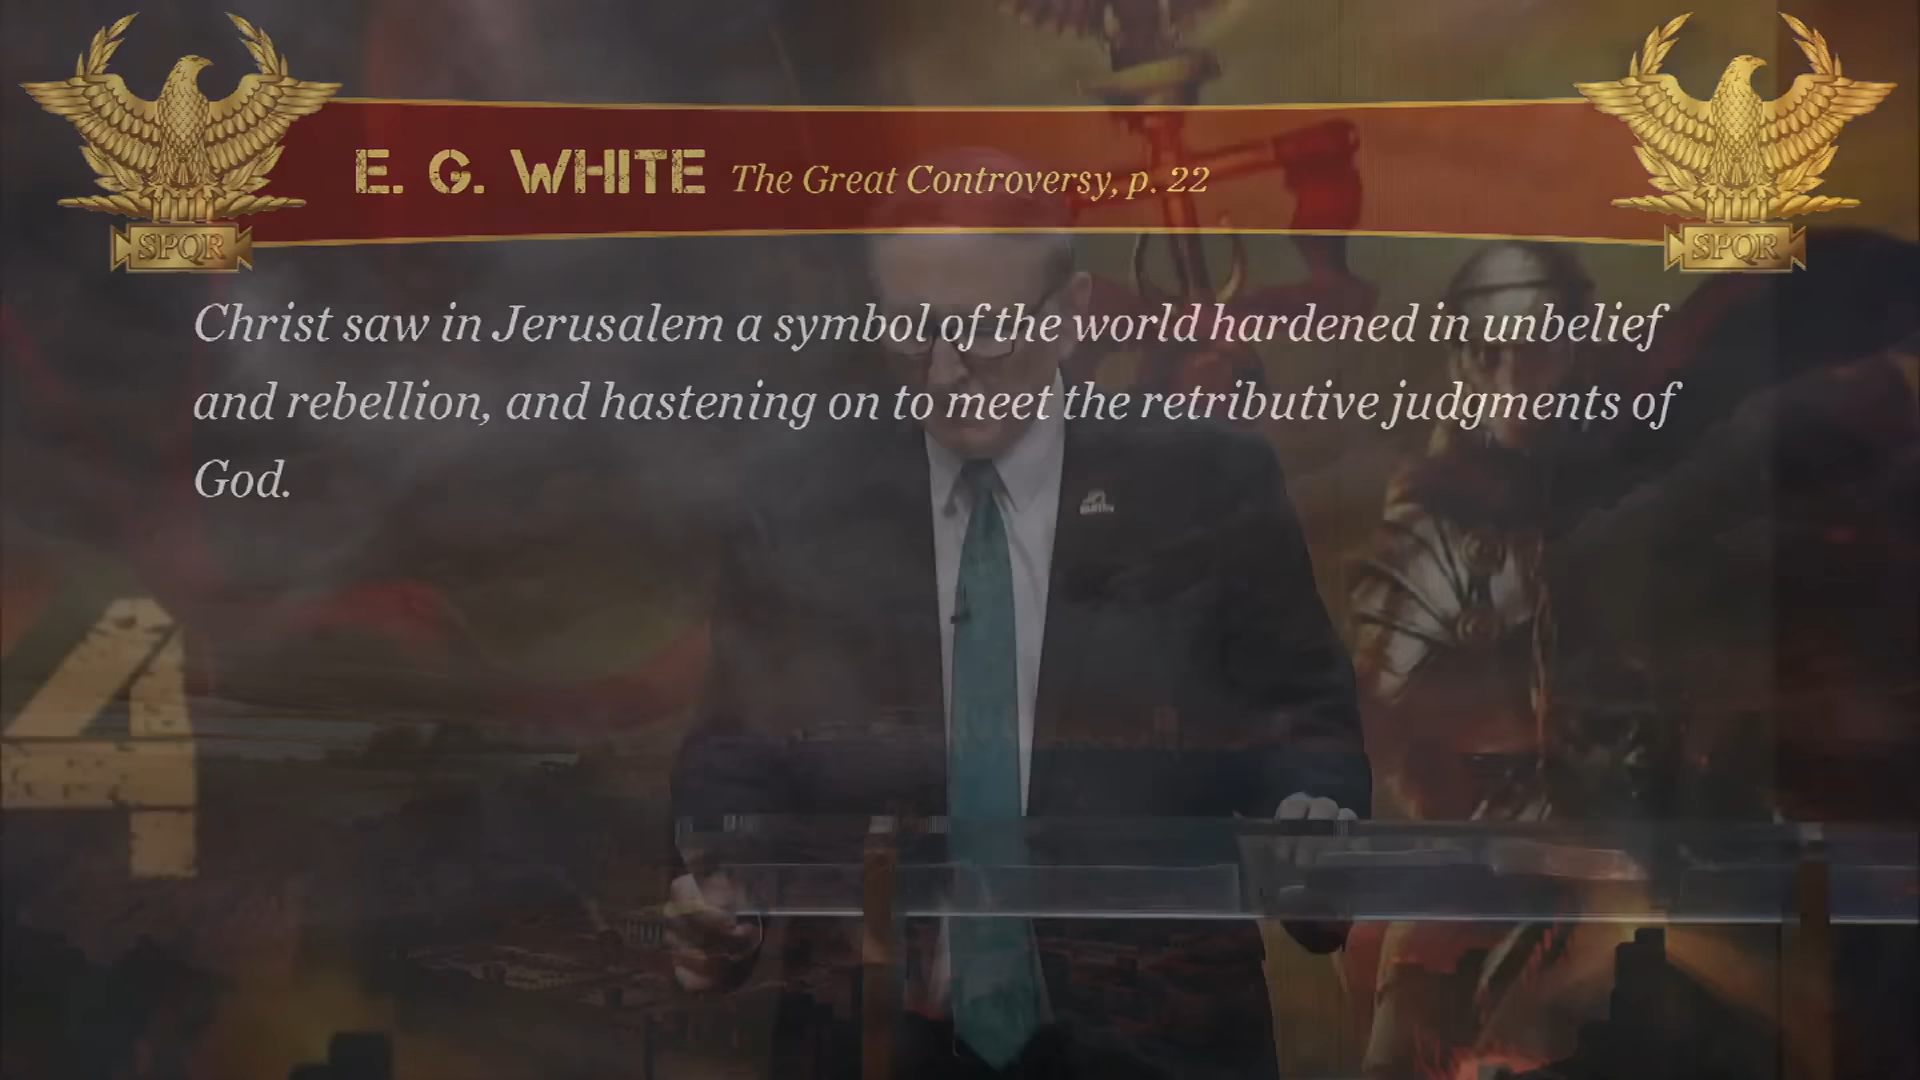 E. G. WHITE The Great Controversy, p. 22
SPQR
SPQR
Christ saw in Jerusalem a symbol of the world hardened in unbelief
and rebellion, and hastening on to meet the retributive judgments of
God.
4